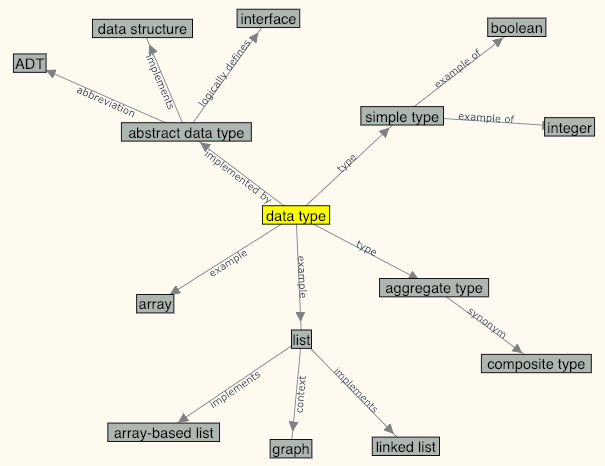 interface
data structure
boolean
ADT
implements
logically defines
example of
abbreviation
simple type
example of
integer
abstract data type
implemented by
type
data type
example
example
type
aggregate type
array
synonym
list
composite type
implements
context
implements
array-based list
graph
linked list